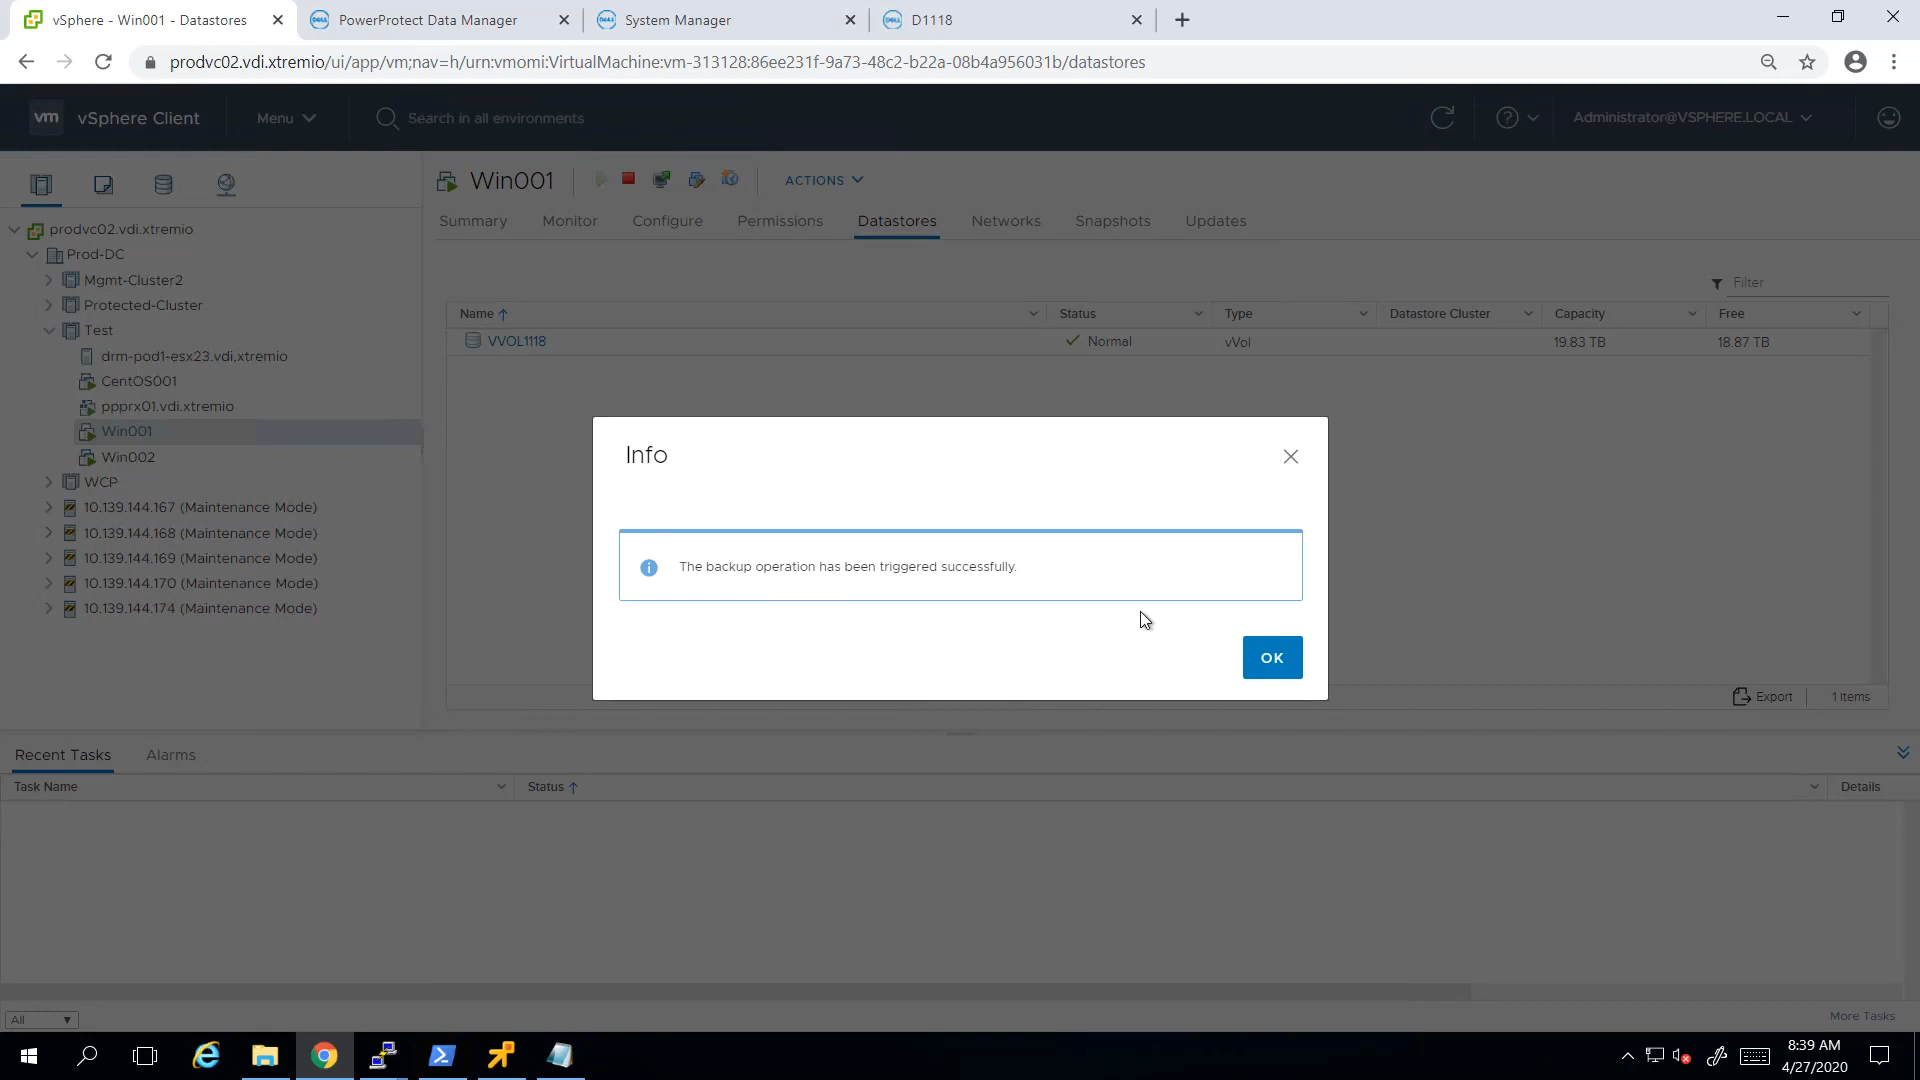 vSphere - Win001 - Datastores
PowerProtect Data Manager
System Manager
D1118
prodvc02.vdi.xtremio/ui/app/vm;nav=h/urn:vmomi:VirtualMachine:vm-313128:86ee231f-9a73-48c2-b22a-08b4a956031b/datastores
vm vSphere Client
Menu
Search in all environments
Administrator@VSPHERE.LOCAL
prodvc02.vdi.xtremio
Prod-DC
Mgmt-Cluster2
Protected-Cluster
Test
drm-pod1-esx23.vdi.xtremio
CentOS001
ppprx01.vdi.xtremio
Win001
Win002
WCP
10.139.144.167 (Maintenance Mode)
10.139.144.168 (Maintenance Mode)
10.139.144.169 (Maintenance Mode)
10.139.144.170 (Maintenance Mode)
10.139.144.174 (Maintenance Mode)
Win001
ACTIONS
Summary Monitor Configure Permissions Datastores Networks Snapshots Updates
Filter
Name Status Type Datastore Cluster Capacity Free
VVOL1118 Normal vVol 19.83 TB 18.87 TB
Info
The backup operation has been triggered successfully.
OK
Export 1 items
Recent Tasks Alarms
Task Name Status Details
All
More Tasks
8:39 AM
4/27/2020